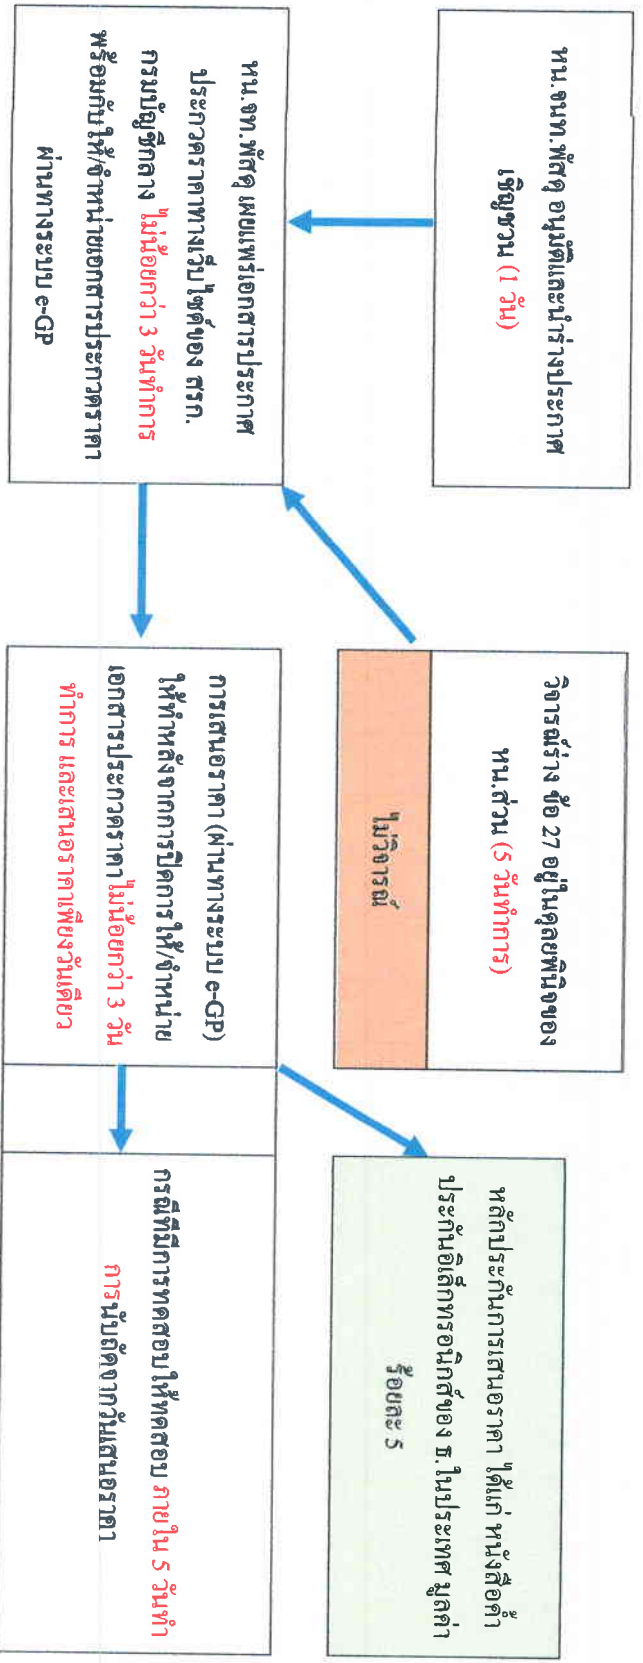 หน.จนท.พัสดุ อนุมัติและนำร่างประกาศ
เชิญชวน (1 วัน)
วิจารณ์ร่าง ข้อ 27 อยู่ในดุลยพินิจของ
หน.ส่วน (5 วันทำการ)
ไม่วิจารณ์
หลักประกันการเสนอราคา ได้แก่ หนังสือค้ำ
ประกันอิเล็กทรอนิกส์ของ ธ.ในประเทศ มูลค่า
ร้อยละ 5
หน.จท.พัสดุ เผยแพร่เอกสารประกาศ
ประกวดราคาทางเว็บไซต์ของ สรก.
กรมบัญชีกลาง ไม่น้อยกว่า 3 วันทำการ
พร้อมกับให้/จำหน่ายเอกสารประกวดราคา
ผ่านทางระบบ e-GP
การเสนอราคา (ผ่านทางระบบ e-GP)
ให้ทำหลังจากการปิดการให้/จำหน่าย
เอกสารประกวดราคา ไม่น้อยกว่า 3 วัน
ทำการ และเสนอราคาเพียงวันเดียว
กรณีที่มีการทดสอบ ให้ทดสอบ ภายใน 5 วันทำ
การ นับถัดจากวันเสนอราคา